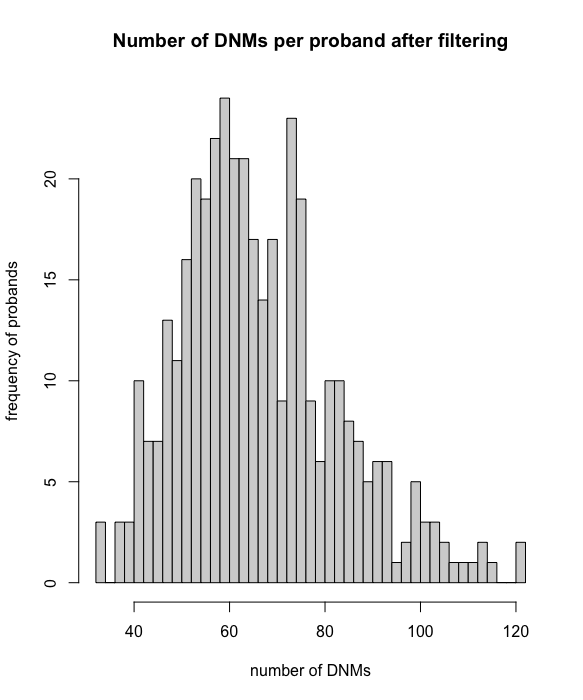 Number of DNMs per proband after filtering
frequency of probands
20
15
10
5
0
40 60 80 100 120
number of DNMs